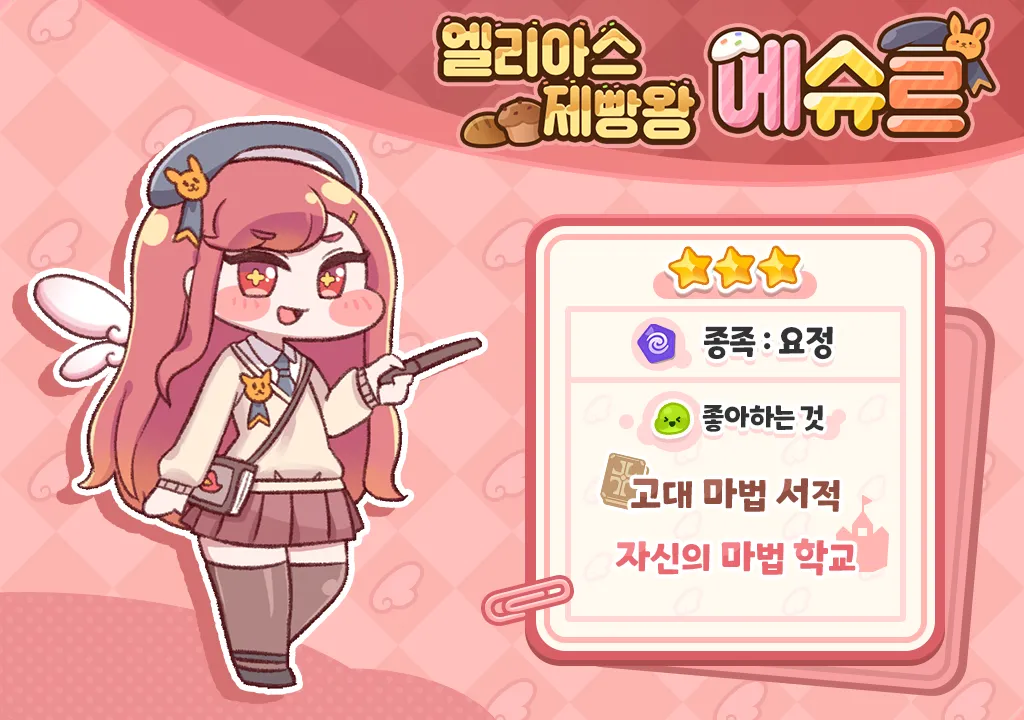 엘리아스
제빵왕
에슈르
종족 : 요정
좋아하는 것
고대 마법 서적
자신의 마법 학교